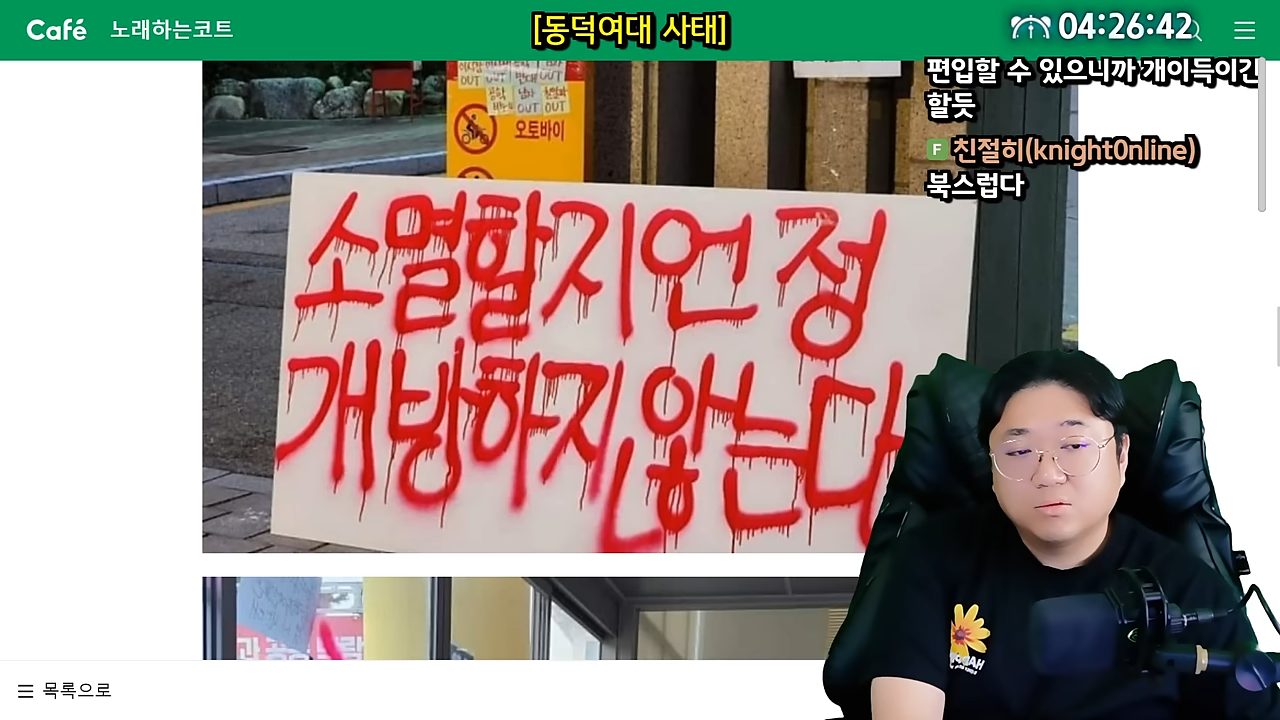 Café 노래하는코트
[동덕여대 사태]
04:26:42
편입할 수 있으니까 개이득이긴
할듯
F 친절히(knight0nline)
북스럽다
OUT OUT
OUT OUT
오토바이
소멸할지언정
개방하지 않는다
목록으로